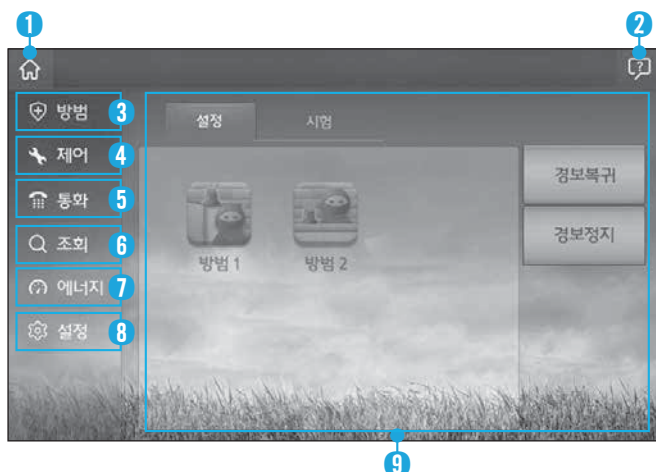 1
2
방범 3
설정 시험
제어 4
경보복귀
통화 5
경보정지
조회 6
방범 1 방범 2
에너지 7
설정 8
9